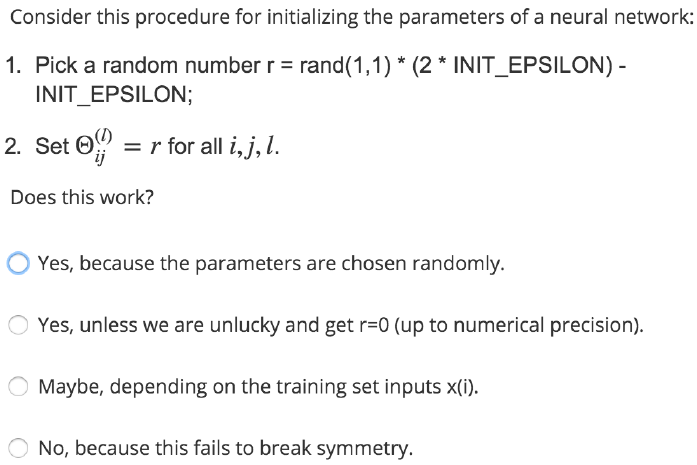 Consider this procedure for initializing the parameters of a neural network:
1. Pick a random number r = rand(1,1) * (2 * INIT_EPSILON) -
INIT_EPSILON;
2. Set Θ_{ij}^{(l)} = r for all i, j, l.
Does this work?
Yes, because the parameters are chosen randomly.
Yes, unless we are unlucky and get r=0 (up to numerical precision).
Maybe, depending on the training set inputs x(i).
No, because this fails to break symmetry.